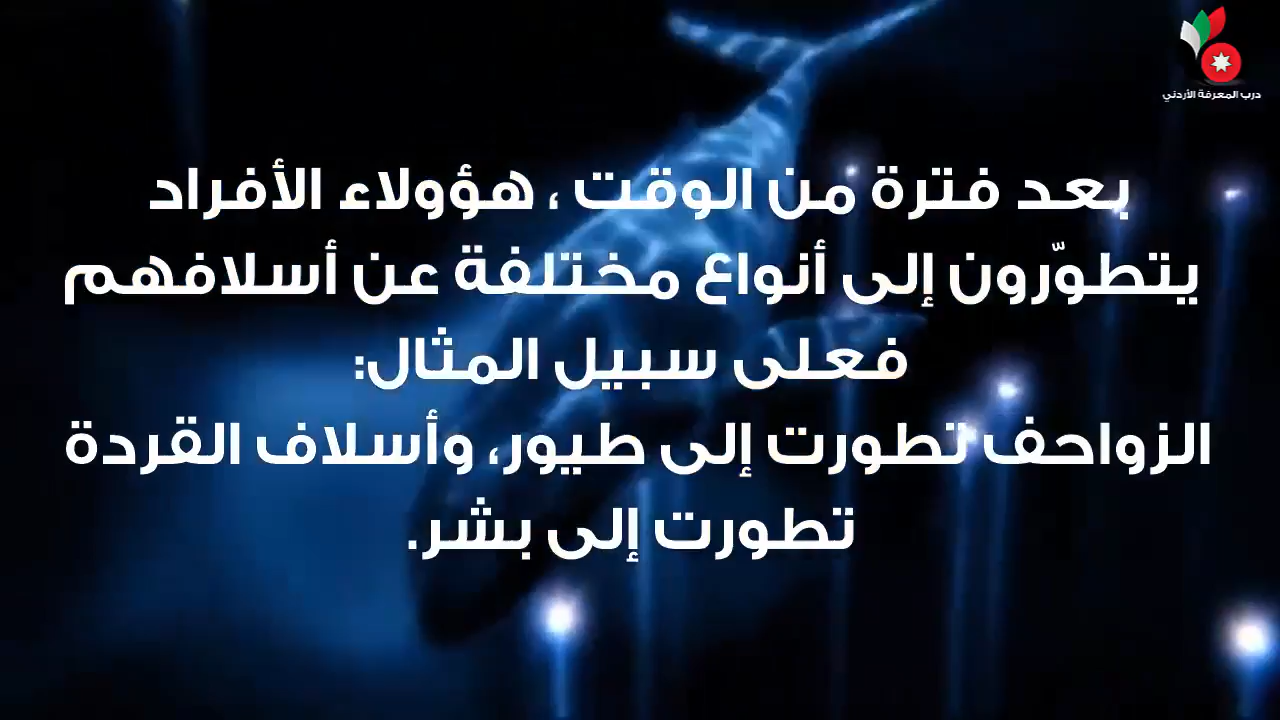 درب المعرفة الأردني
بعد فترة من الوقت ، هؤولاء الأفراد
يتطوّرون إلى أنواع مختلفة عن أسلافهم
فعلى سبيل المثال:
الزواحف تطورت إلى طيور، وأسلاف القردة
تطورت إلى بشر.